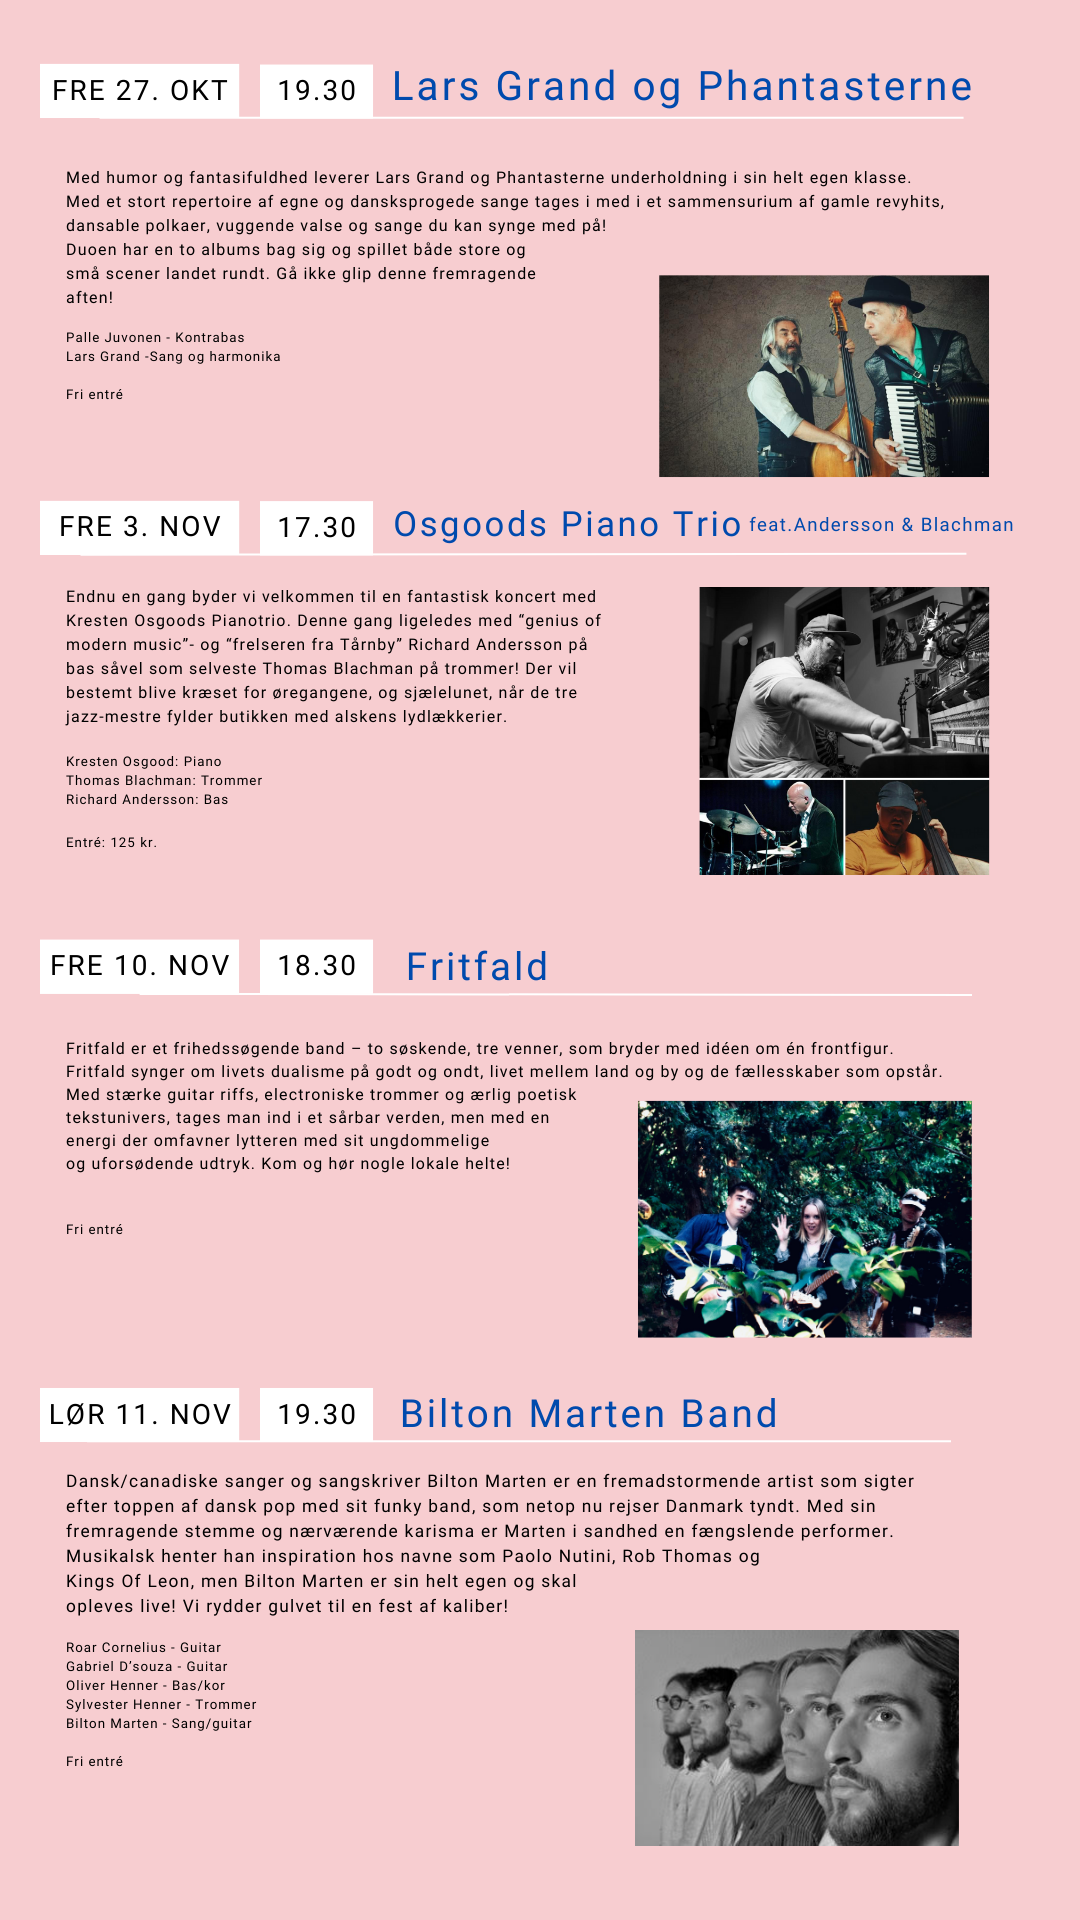 FRE 27. OKT 19.30 Lars Grand og Phantasterne
Med humor og fantasifuldhed leverer Lars Grand og Phantasterne underholdning i sin helt egen klasse.
Med et stort repertoire af egne og dansksprogede sange tages i med i et sammensurium af gamle revyhits,
dansable polkaer, vuggende valse og sange du kan synge med på!
Duoen har en to albums bag sig og spillet både store og
små scener landet rundt. Gå ikke glip denne fremragende
aften!
Palle Juvonen - Kontrabas
Lars Grand -Sang og harmonika
Fri entré
FRE 3. NOV 17.30 Osgoods Piano Trio feat.Andersson & Blachman
Endnu en gang byder vi velkommen til en fantastisk koncert med
Kresten Osgoods Pianotrio. Denne gang ligeledes med “genius of
modern music”- og “frelseren fra Tårnby” Richard Andersson på
bas såvel som selveste Thomas Blachman på trommer! Der vil
bestemt blive kræset for øregangene, og sjælelunet, når de tre
jazz-mestre fylder butikken med alskens lydlækkerier.
Kresten Osgood: Piano
Thomas Blachman: Trommer
Richard Andersson: Bas
Entré: 125 kr.
FRE 10. NOV 18.30 Fritfald
Fritfald er et frihedssøgende band – to søskende, tre venner, som bryder med idéen om én frontfigur.
Fritfald synger om livets dualisme på godt og ondt, livet mellem land og by og de fællesskaber som opstår.
Med stærke guitar riffs, electroniske trommer og ærlig poetisk
tekstunivers, tages man ind i et sårbar verden, men med en
energi der omfavner lytteren med sit ungdommelige
og uforsødende udtryk. Kom og hør nogle lokale helte!
Fri entré
LØR 11. NOV 19.30 Bilton Marten Band
Dansk/canadiske sanger og sangskriver Bilton Marten er en fremadstormende artist som sigter
efter toppen af dansk pop med sit funky band, som netop nu rejser Danmark tyndt. Med sin
fremragende stemme og nærværende karisma er Marten i sandhed en fængslende performer.
Musikalsk henter han inspiration hos navne som Paolo Nutini, Rob Thomas og
Kings Of Leon, men Bilton Marten er sin helt egen og skal
opleves live! Vi rydder gulvet til en fest af kaliber!
Roar Cornelius - Guitar
Gabriel D’souza - Guitar
Oliver Henner - Bas/kor
Sylvester Henner - Trommer
Bilton Marten - Sang/guitar
Fri entré